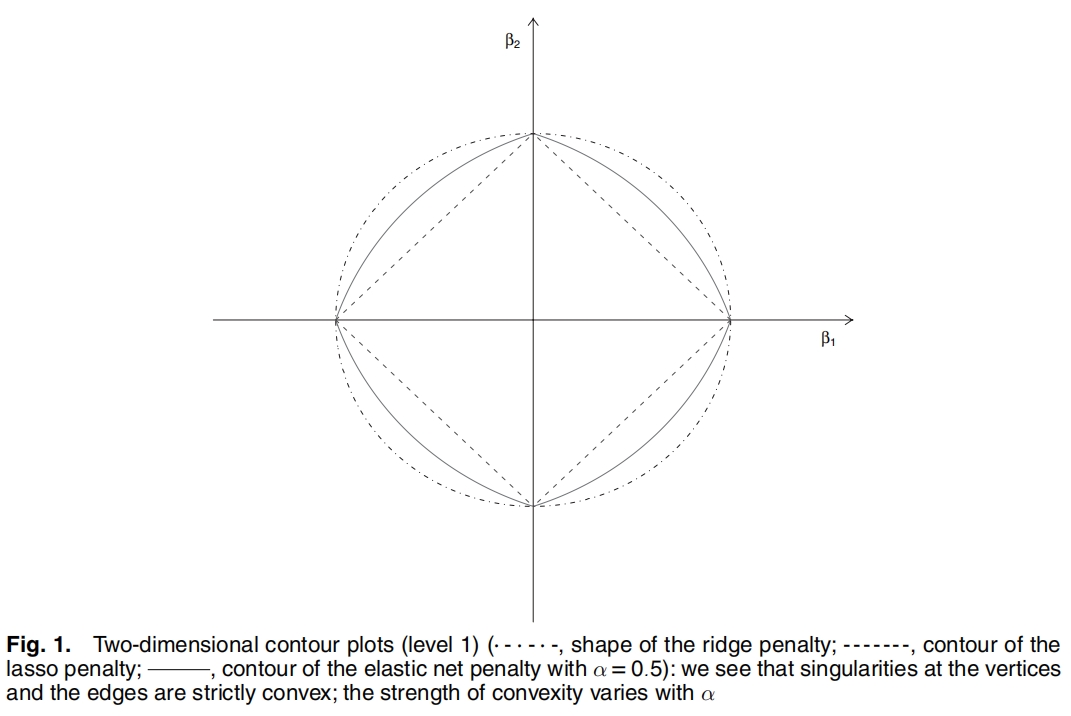 β₂
β₁
Fig. 1. Two-dimensional contour plots (level 1) (· - · - · -, shape of the ridge penalty; -------, contour of the
lasso penalty; ———, contour of the elastic net penalty with α = 0.5): we see that singularities at the vertices
and the edges are strictly convex; the strength of convexity varies with α